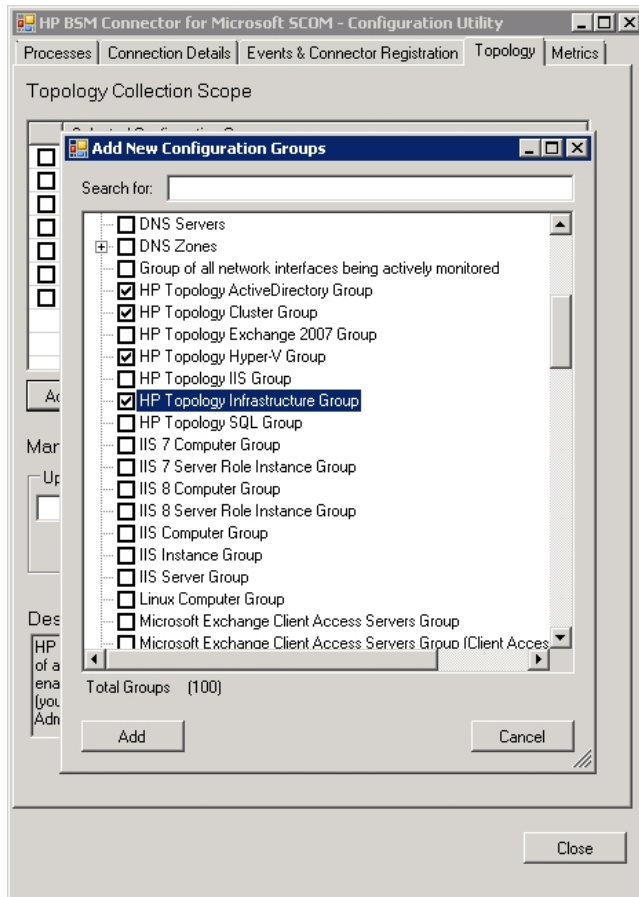 HP BSM Connector for Microsoft SCOM - Configuration Utility
Processes Connection Details Events & Connector Registration Topology Metrics
Topology Collection Scope
Add New Configuration Groups
Search for:
DNS Servers
DNS Zones
Group of all network interfaces being actively monitored
HP Topology ActiveDirectory Group
HP Topology Cluster Group
HP Topology Exchange 2007 Group
HP Topology Hyper-V Group
HP Topology IIS Group
HP Topology Infrastructure Group
HP Topology SQL Group
IIS 7 Computer Group
IIS 7 Server Role Instance Group
IIS 8 Computer Group
IIS 8 Server Role Instance Group
IIS Computer Group
IIS Instance Group
IIS Server Group
Linux Computer Group
Microsoft Exchange Client Access Servers Group
Microsoft Exchange Client Access Servers Group (Client Acces
Total Groups (100)
Add Cancel
HP
of a
ena
(you
Adn
Close